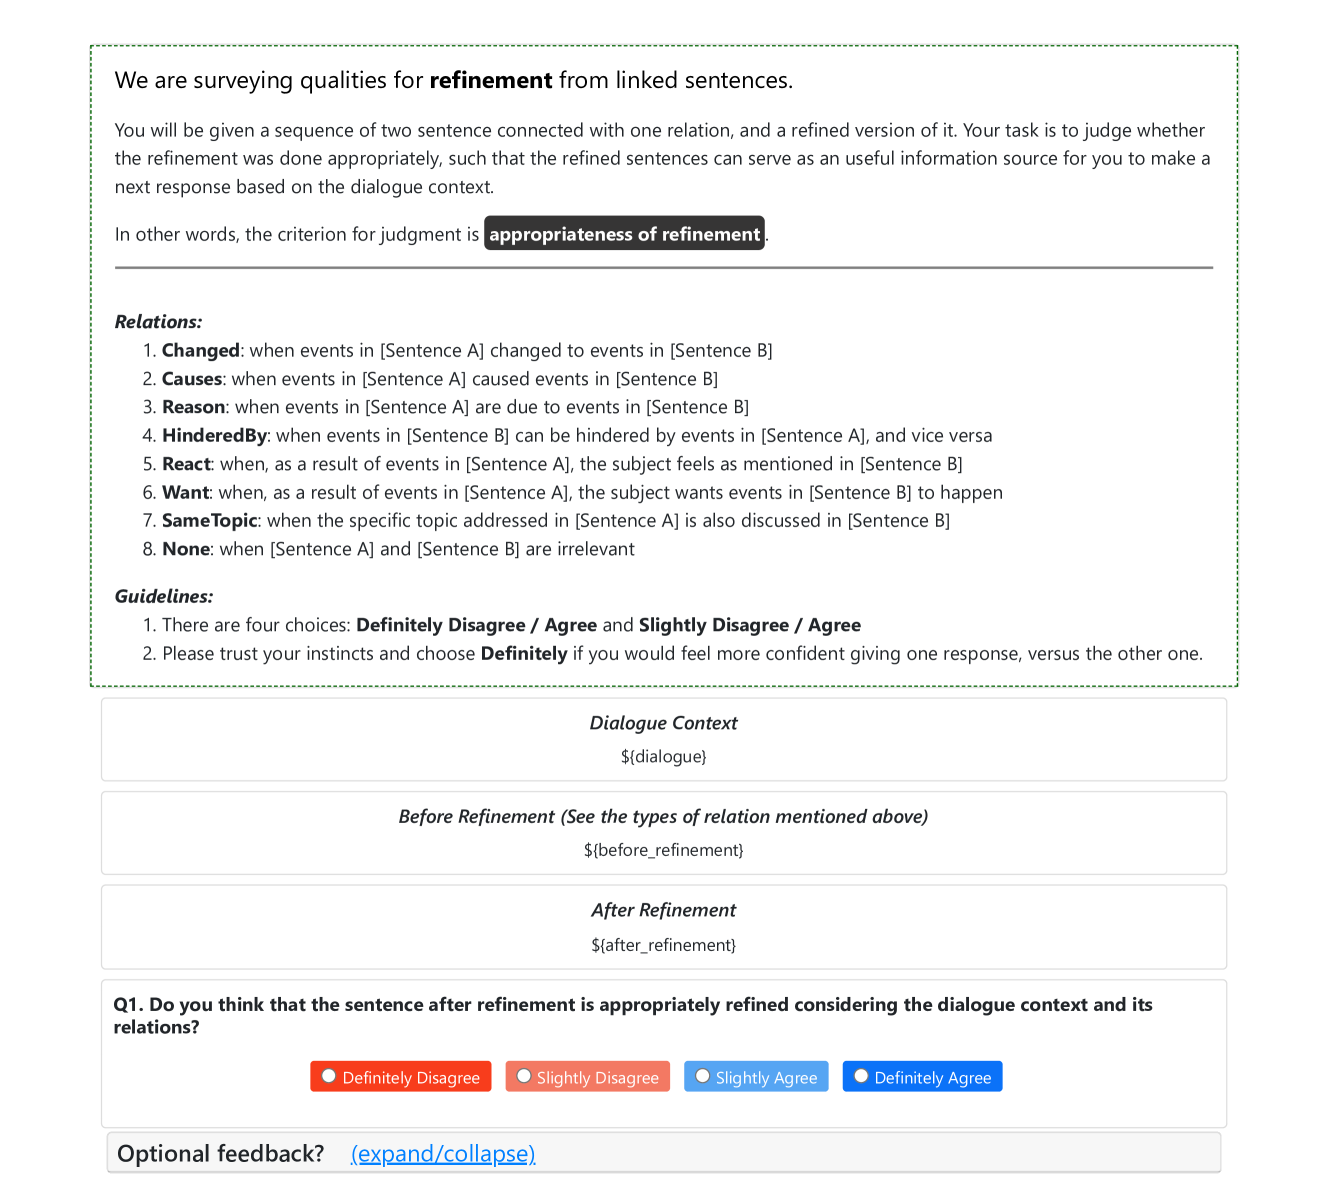 We are surveying qualities for refinement from linked sentences.
You will be given a sequence of two sentence connected with one relation, and a refined version of it. Your task is to judge whether
the refinement was done appropriately, such that the refined sentences can serve as an useful information source for you to make a
next response based on the dialogue context.
In other words, the criterion for judgment is appropriateness of refinement.
Relations:
1. Changed: when events in [Sentence A] changed to events in [Sentence B]
2. Causes: when events in [Sentence A] caused events in [Sentence B]
3. Reason: when events in [Sentence A] are due to events in [Sentence B]
4. HinderedBy: when events in [Sentence B] can be hindered by events in [Sentence A], and vice versa
5. React: when, as a result of events in [Sentence A], the subject feels as mentioned in [Sentence B]
6. Want: when, as a result of events in [Sentence A], the subject wants events in [Sentence B] to happen
7. SameTopic: when the specific topic addressed in [Sentence A] is also discussed in [Sentence B]
8. None: when [Sentence A] and [Sentence B] are irrelevant
Guidelines:
1. There are four choices: Definitely Disagree / Agree and Slightly Disagree / Agree
2. Please trust your instincts and choose Definitely if you would feel more confident giving one response, versus the other one.
Dialogue Context
${dialogue}
Before Refinement (See the types of relation mentioned above)
${before_refinement}
After Refinement
${after_refinement}
Q1. Do you think that the sentence after refinement is appropriately refined considering the dialogue context and its
relations?
Definitely Disagree Slightly Disagree Slightly Agree Definitely Agree
Optional feedback? (expand/collapse)